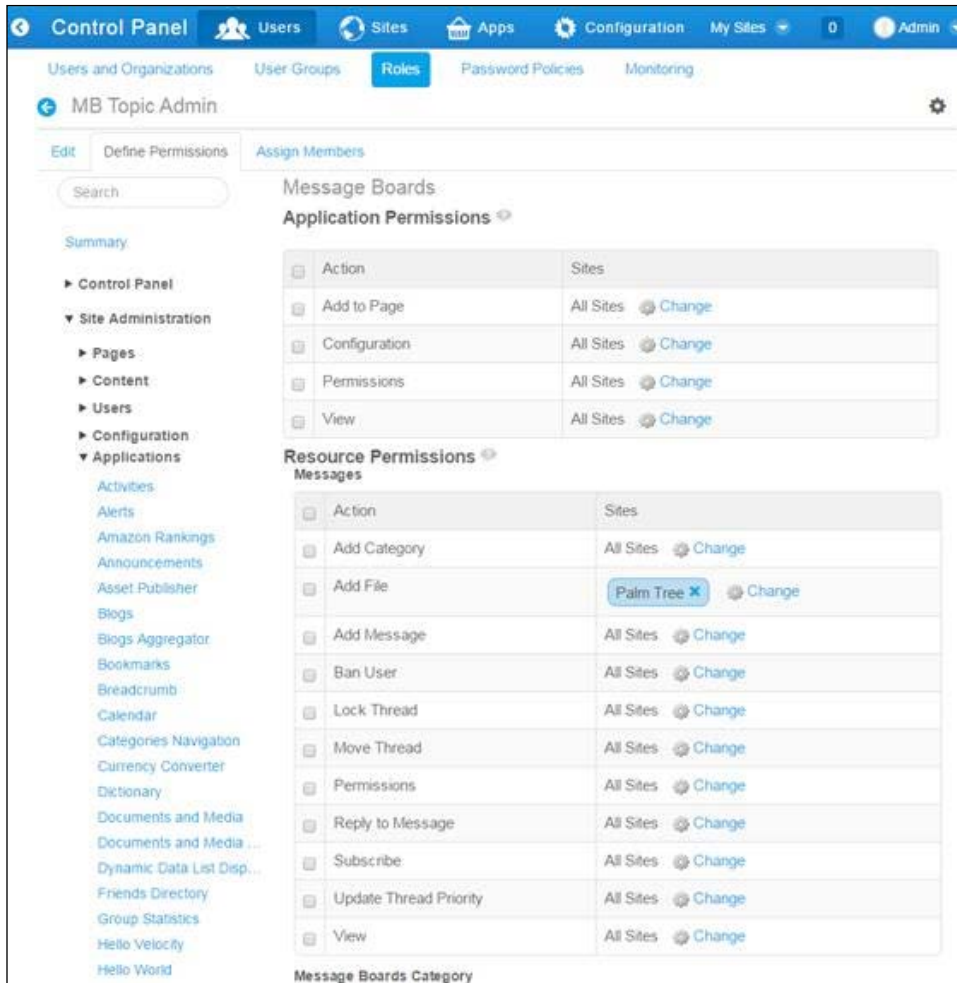 Control Panel Users Sites Apps Configuration My Sites 0 Admin
Users and Organizations User Groups Roles Password Policies Monitoring
MB Topic Admin
Edit Define Permissions Assign Members
Search
Summary
Control Panel
Site Administration
Pages
Content
Users
Configuration
Applications
Activities
Alerts
Amazon Rankings
Announcements
Asset Publisher
Blogs
Blogs Aggregator
Bookmarks
Breadcrumb
Calendar
Categories Navigation
Currency Converter
Dictionary
Documents and Media
Documents and Media ...
Dynamic Data List Disp...
Friends Directory
Group Statistics
Hello Velocity
Hello World
Message Boards
Application Permissions
Action Sites
Add to Page All Sites Change
Configuration All Sites Change
Permissions All Sites Change
View All Sites Change
Resource Permissions
Messages
Action Sites
Add Category All Sites Change
Add File Palm Tree × Change
Add Message All Sites Change
Ban User All Sites Change
Lock Thread All Sites Change
Move Thread All Sites Change
Permissions All Sites Change
Reply to Message All Sites Change
Subscribe All Sites Change
Update Thread Priority All Sites Change
View All Sites Change
Message Boards Category